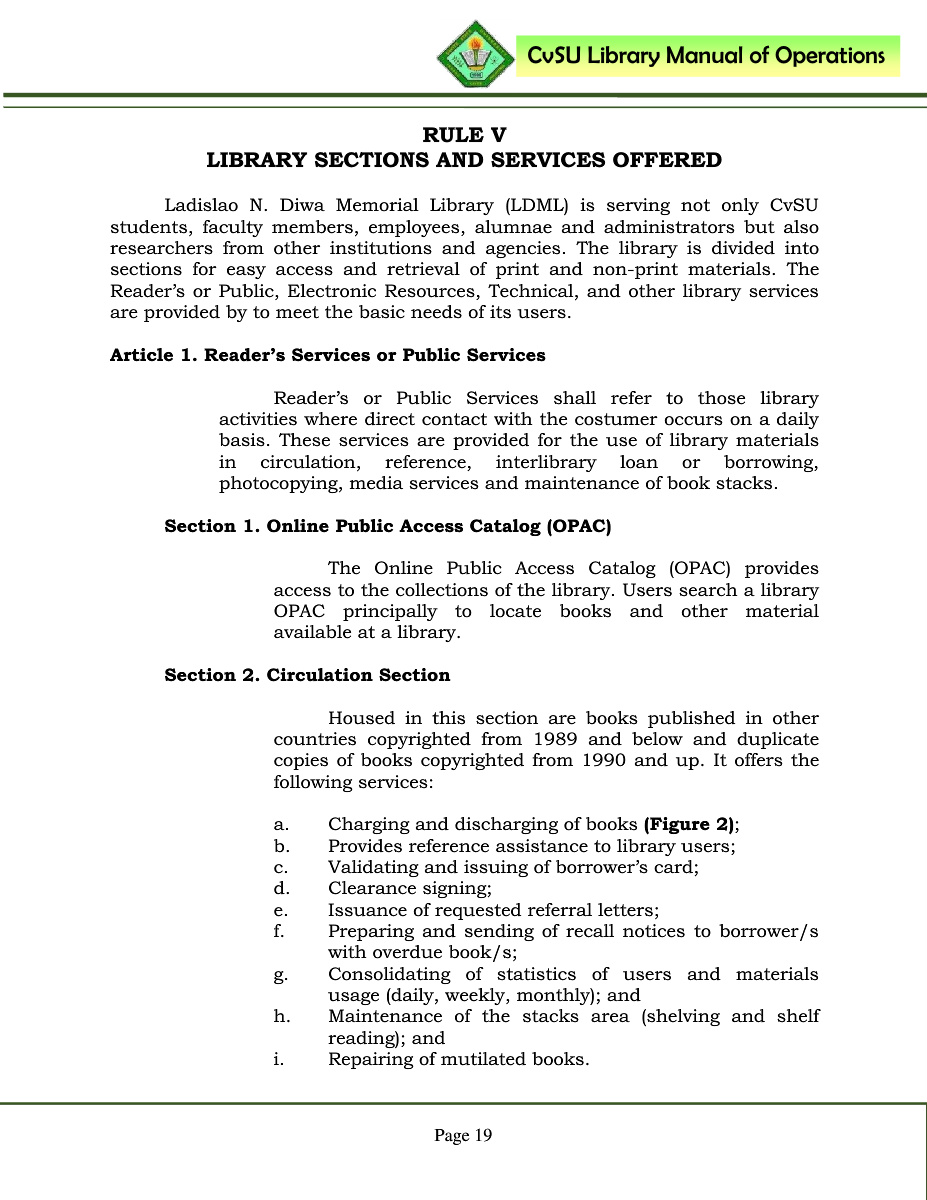 CvSU Library Manual of Operations
RULE V
LIBRARY SECTIONS AND SERVICES OFFERED
Ladislao N. Diwa Memorial Library (LDML) is serving not only CvSU
students, faculty members, employees, alumnae and administrators but also
researchers from other institutions and agencies. The library is divided into
sections for easy access and retrieval of print and non-print materials. The
Reader’s or Public, Electronic Resources, Technical, and other library services
are provided by to meet the basic needs of its users.
Article 1. Reader’s Services or Public Services
Reader’s or Public Services shall refer to those library
activities where direct contact with the costumer occurs on a daily
basis. These services are provided for the use of library materials
in circulation, reference, interlibrary loan or borrowing,
photocopying, media services and maintenance of book stacks.
Section 1. Online Public Access Catalog (OPAC)
The Online Public Access Catalog (OPAC) provides
access to the collections of the library. Users search a library
OPAC principally to locate books and other material
available at a library.
Section 2. Circulation Section
Housed in this section are books published in other
countries copyrighted from 1989 and below and duplicate
copies of books copyrighted from 1990 and up. It offers the
following services:
a. Charging and discharging of books (Figure 2);
b. Provides reference assistance to library users;
c. Validating and issuing of borrower’s card;
d. Clearance signing;
e. Issuance of requested referral letters;
f. Preparing and sending of recall notices to borrower/s
with overdue book/s;
g. Consolidating of statistics of users and materials
usage (daily, weekly, monthly); and
h. Maintenance of the stacks area (shelving and shelf
reading); and
i. Repairing of mutilated books.
Page 19